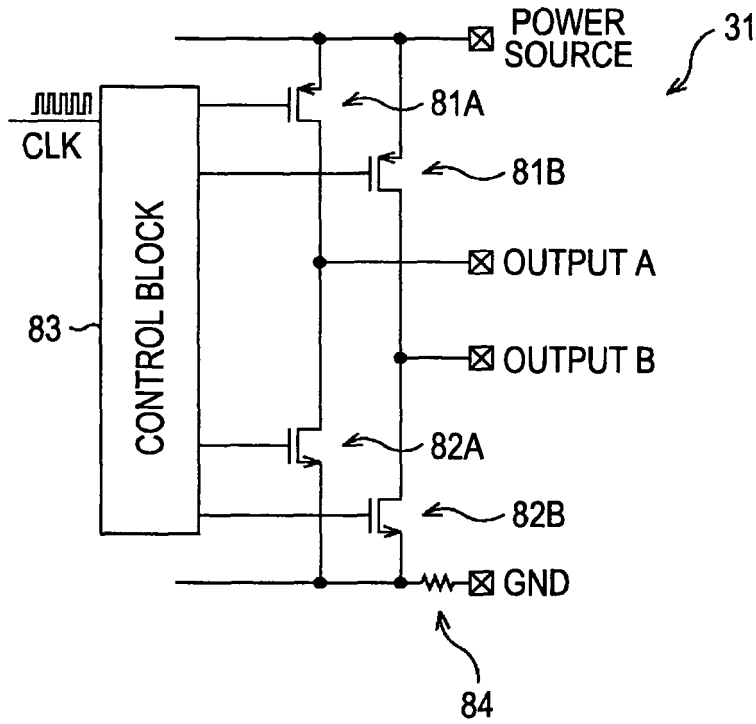 POWER
SOURCE
31
81A
CLK
81B
CONTROL BLOCK
OUTPUT A
83
OUTPUT B
82A
82B
GND
84